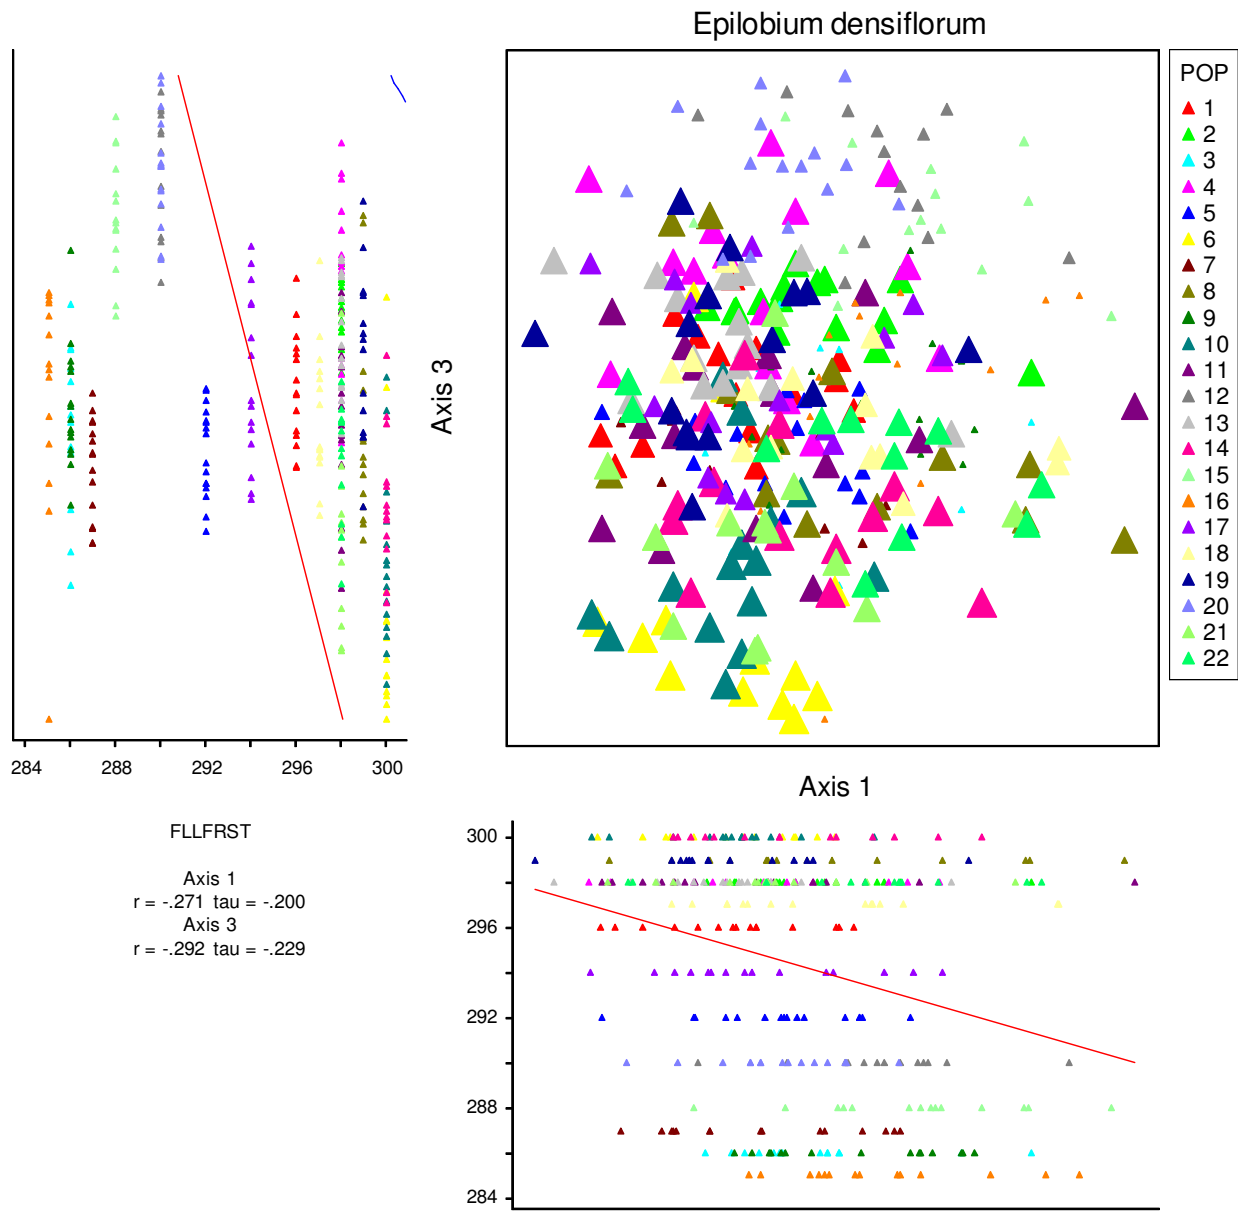 Epilobium densiflorum
Axis 3
284 288 292 296 300
POP
1
2
3
4
5
6
7
8
9
10
11
12
13
14
15
16
17
18
19
20
21
22
FLLFRST
Axis 1
r = -.271 tau = -.200
Axis 3
r = -.292 tau = -.229
Axis 1
300
296
292
288
284